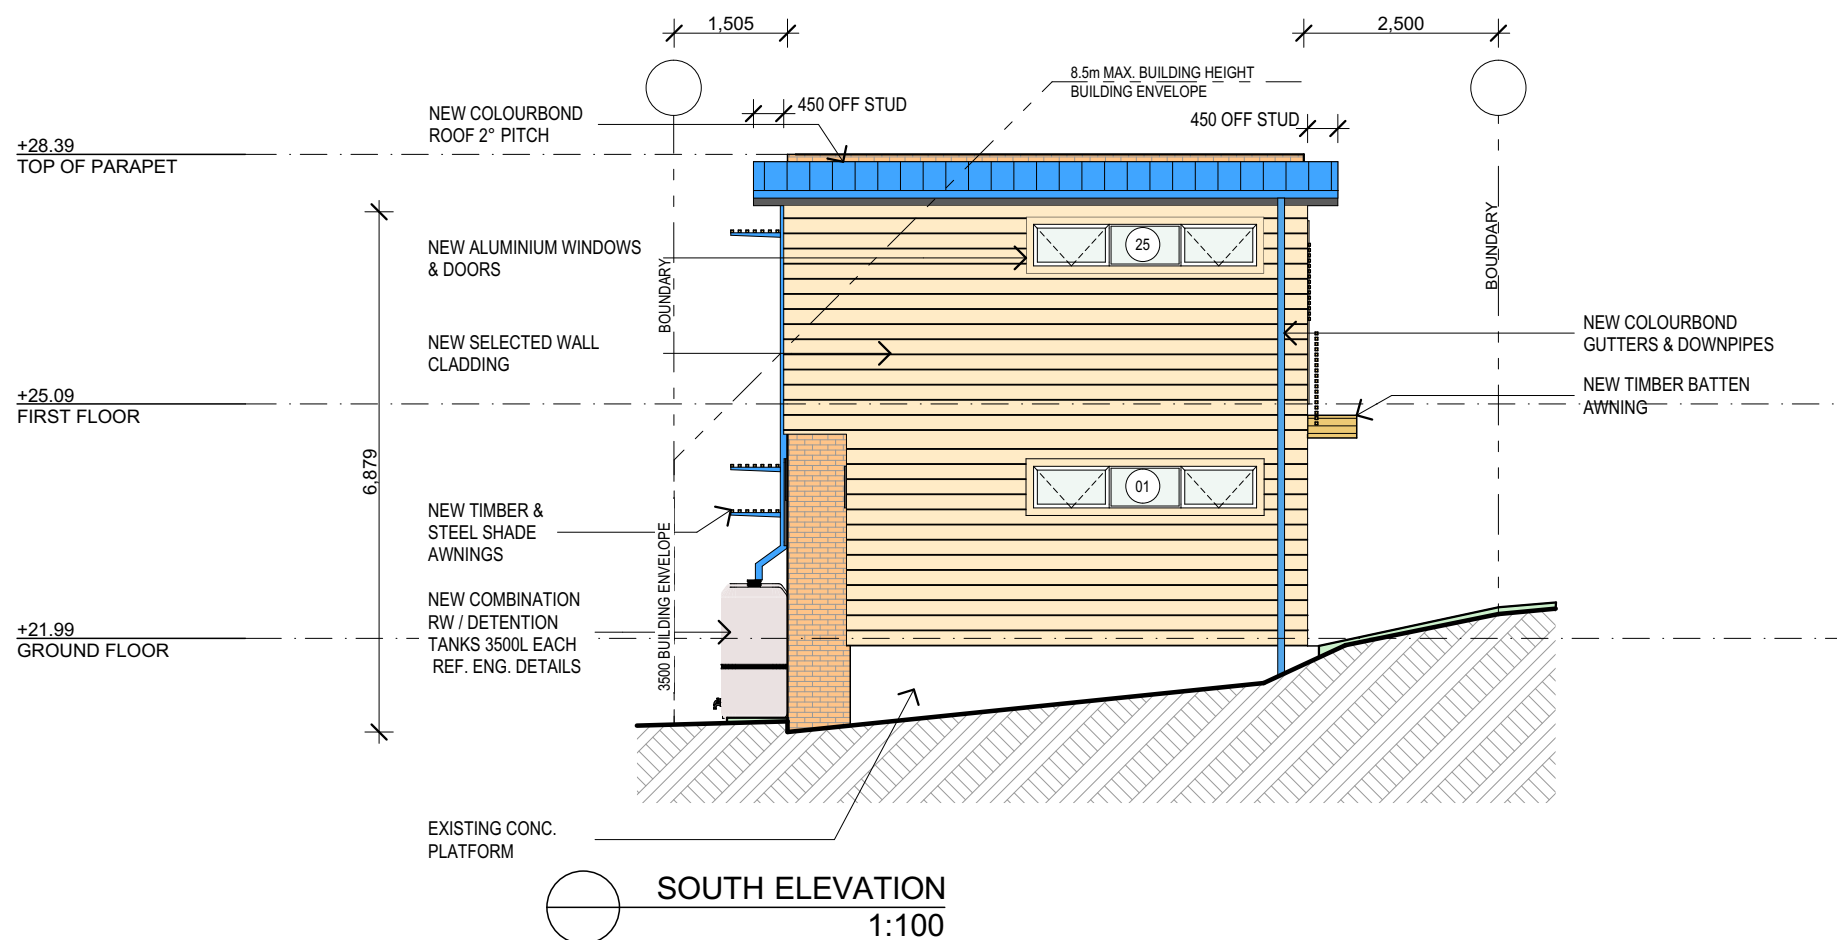 1,505
2,500
8.5m MAX. BUILDING HEIGHT
BUILDING ENVELOPE
450 OFF STUD
450 OFF STUD
NEW COLOURBOND
ROOF 2° PITCH
+28.39
TOP OF PARAPET
BOUNDARY
BOUNDARY
NEW ALUMINIUM WINDOWS
& DOORS
25
NEW SELECTED WALL
CLADDING
NEW COLOURBOND
GUTTERS & DOWNPIPES
NEW TIMBER BATTEN
AWNING
+25.09
FIRST FLOOR
6,879
01
NEW TIMBER &
STEEL SHADE
AWNINGS
3500 BUILDING ENVELOPE
NEW COMBINATION
RW / DETENTION
TANKS 3500L EACH
REF. ENG. DETAILS
+21.99
GROUND FLOOR
EXISTING CONC.
PLATFORM
SOUTH ELEVATION
1:100